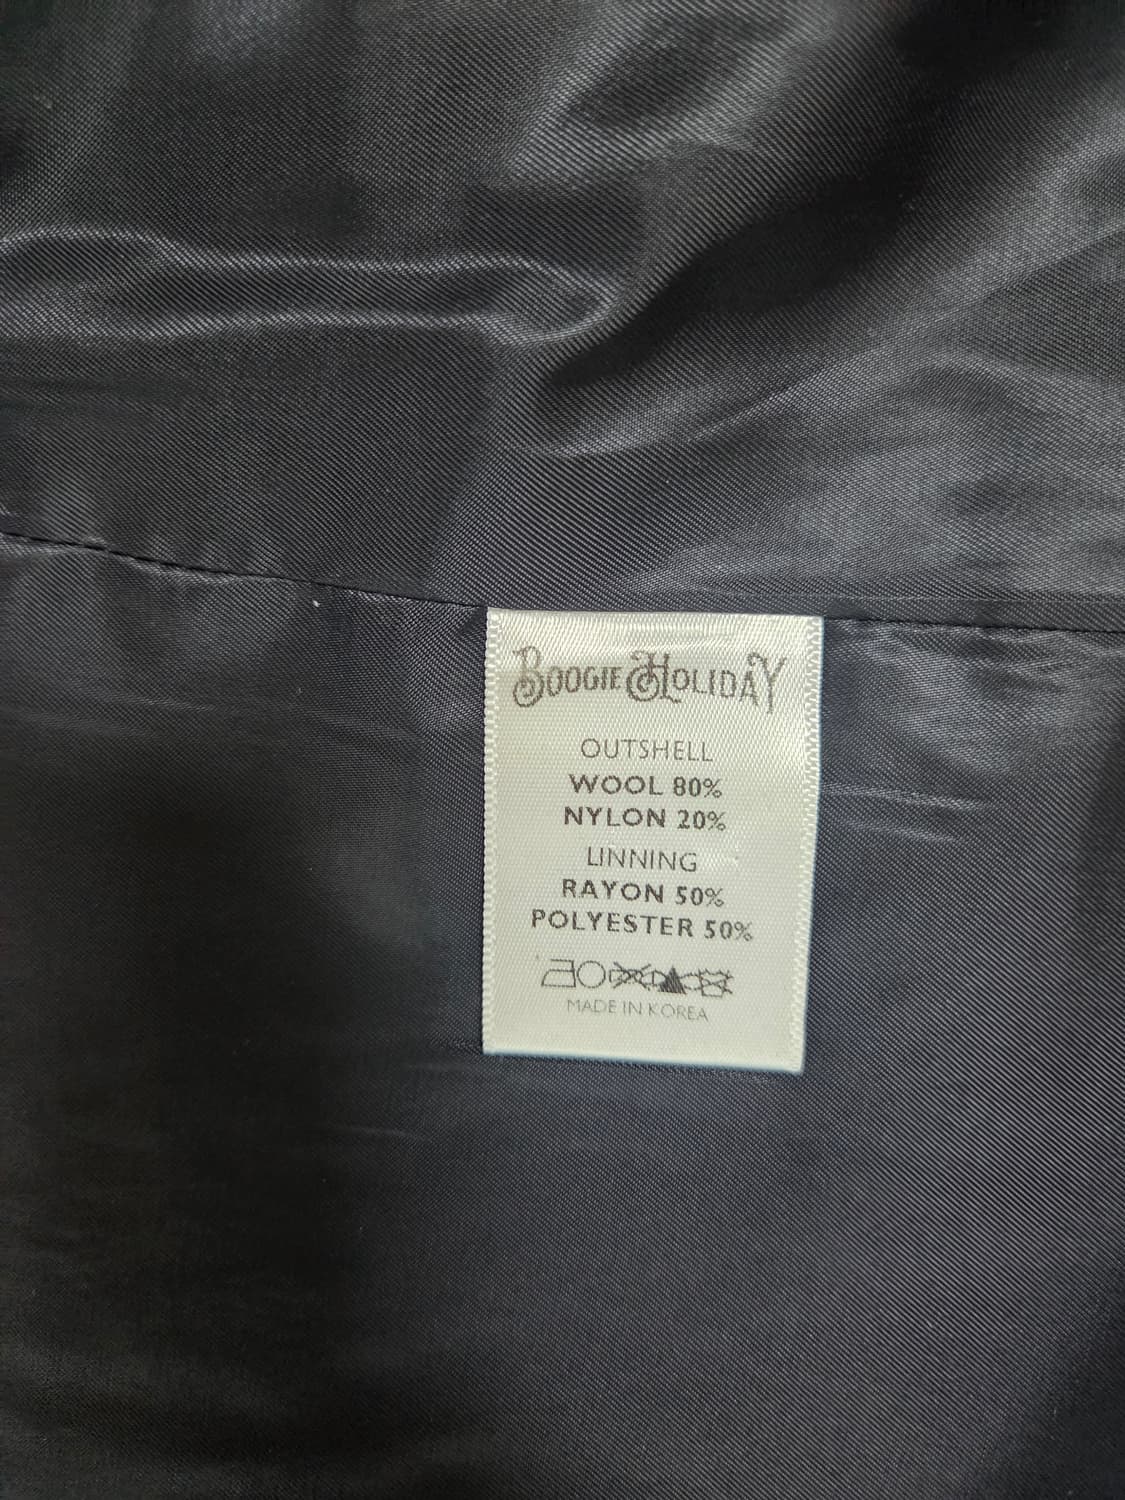 BOOGIE & HOLIDAY
OUTSHELL
WOOL 80%
NYLON 20%
LINNING
RAYON 50%
POLYESTER 50%
MADE IN KOREA